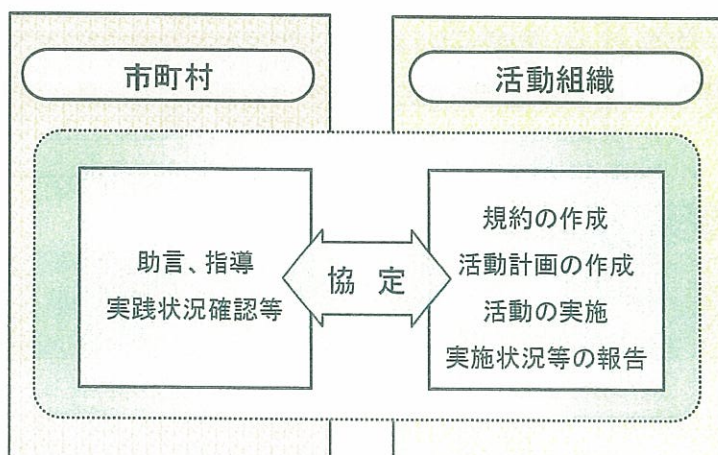 市町村
活動組織
助言、指導
実践状況確認等
協 定
規約の作成
活動計画の作成
活動の実施
実施状況等の報告